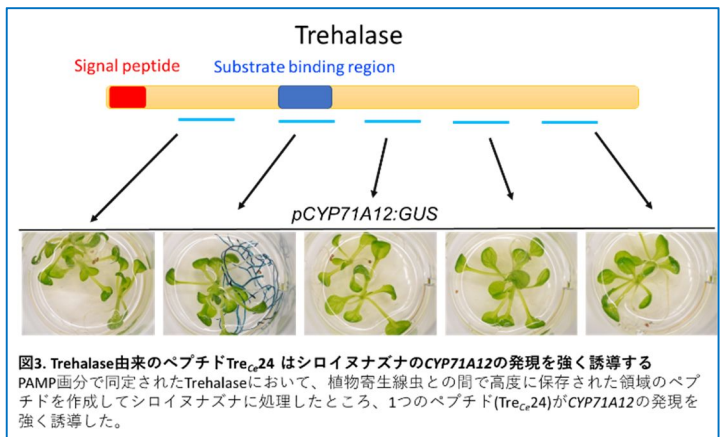 Trehalase
Signal peptide
Substrate binding region
pCYP71A12:GUS
図3. Trehalase由来のペプチドTreCe24 はシロイヌナズナのCYP71A12の発現を強く誘導する
PAMP画分で同定されたTrehalaseにおいて、植物寄生線虫との間で高度に保存された領域のペプ
チドを作成してシロイヌナズナに処理したところ、1つのペプチド(TreCe24)がCYP71A12の発現を
強く誘導した。